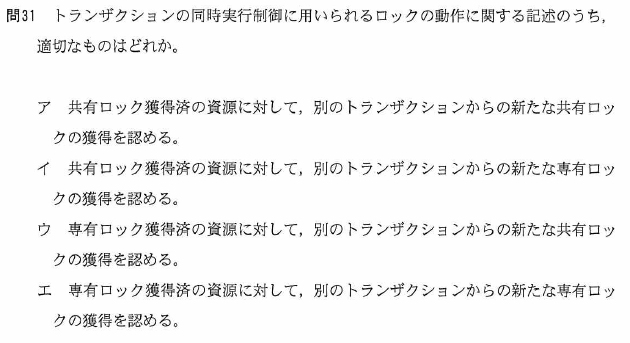 問31　トランザクションの同時実行制御に用いられるロックの動作に関する記述のうち，
適切なものはどれか。
ア　共有ロック獲得済の資源に対して，別のトランザクションからの新たな共有ロッ
クの獲得を認める。
イ　共有ロック獲得済の資源に対して，別のトランザクションからの新たな専有ロッ
クの獲得を認める。
ウ　専有ロック獲得済の資源に対して，別のトランザクションからの新たな共有ロッ
クの獲得を認める。
エ　専有ロック獲得済の資源に対して，別のトランザクションからの新たな専有ロッ
クの獲得を認める。